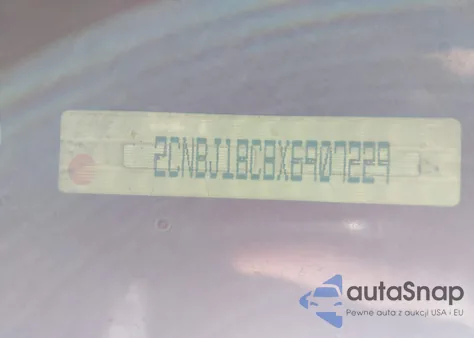 2CNBJ18C8X6907229
autaSnap
Pewne auta z aukcji USA i EU